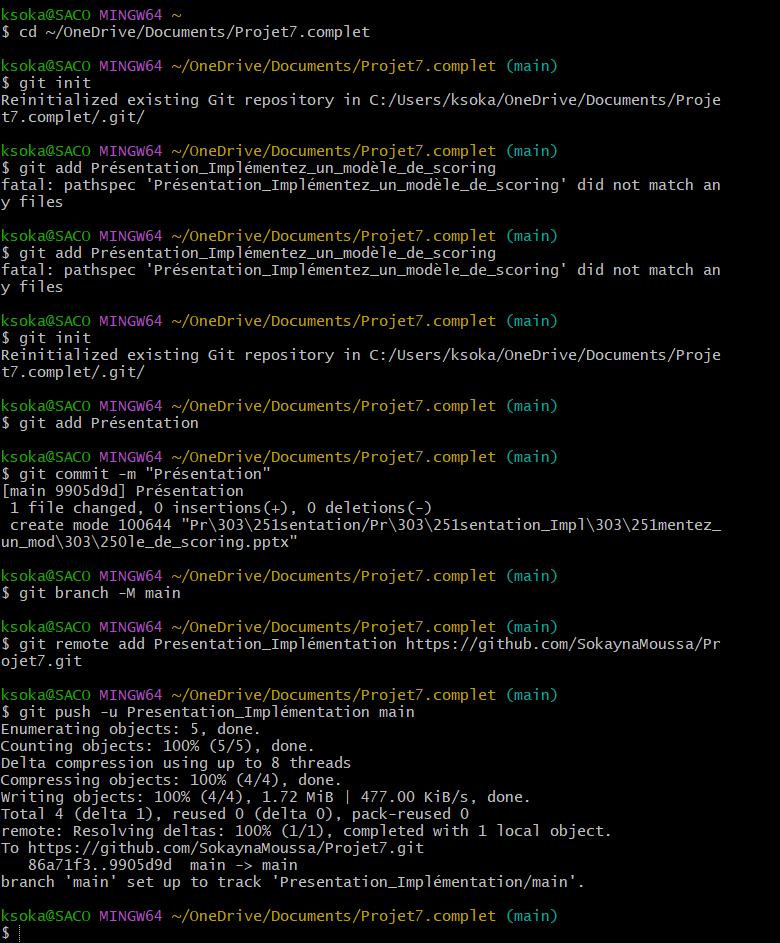 ksoka@SACO MINGW64 ~
$ cd ~/OneDrive/Documents/Projet7.complet
ksoka@SACO MINGW64 ~/OneDrive/Documents/Projet7.complet (main)
$ git init
Reinitialized existing Git repository in C:/Users/ksoka/OneDrive/Documents/Proje
t7.complet/.git/
ksoka@SACO MINGW64 ~/OneDrive/Documents/Projet7.complet (main)
$ git add Présentation_Implémentez_un_modèle_de_scoring
fatal: pathspec 'Présentation_Implémentez_un_modèle_de_scoring' did not match an
y files
ksoka@SACO MINGW64 ~/OneDrive/Documents/Projet7.complet (main)
$ git add Présentation_Implémentez_un_modèle_de_scoring
fatal: pathspec 'Présentation_Implémentez_un_modèle_de_scoring' did not match an
y files
ksoka@SACO MINGW64 ~/OneDrive/Documents/Projet7.complet (main)
$ git init
Reinitialized existing Git repository in C:/Users/ksoka/OneDrive/Documents/Proje
t7.complet/.git/
ksoka@SACO MINGW64 ~/OneDrive/Documents/Projet7.complet (main)
$ git add Présentation
ksoka@SACO MINGW64 ~/OneDrive/Documents/Projet7.complet (main)
$ git commit -m "Présentation"
[main 9905d9d] Présentation
 1 file changed, 0 insertions(+), 0 deletions(-)
 create mode 100644 "Pr\303\251sentation/Pr\303\251sentation_Impl\303\251mentez_
un_mod\303\250le_de_scoring.pptx"
ksoka@SACO MINGW64 ~/OneDrive/Documents/Projet7.complet (main)
$ git branch -M main
ksoka@SACO MINGW64 ~/OneDrive/Documents/Projet7.complet (main)
$ git remote add Presentation_Implémentation https://github.com/SokaynaMoussa/Pr
ojet7.git
ksoka@SACO MINGW64 ~/OneDrive/Documents/Projet7.complet (main)
$ git push -u Presentation_Implémentation main
Enumerating objects: 5, done.
Counting objects: 100% (5/5), done.
Delta compression using up to 8 threads
Compressing objects: 100% (4/4), done.
Writing objects: 100% (4/4), 1.72 MiB | 477.00 KiB/s, done.
Total 4 (delta 1), reused 0 (delta 0), pack-reused 0
remote: Resolving deltas: 100% (1/1), completed with 1 local object.
To https://github.com/SokaynaMoussa/Projet7.git
   86a71f3..9905d9d  main -> main
branch 'main' set up to track 'Presentation_Implémentation/main'.
ksoka@SACO MINGW64 ~/OneDrive/Documents/Projet7.complet (main)
$